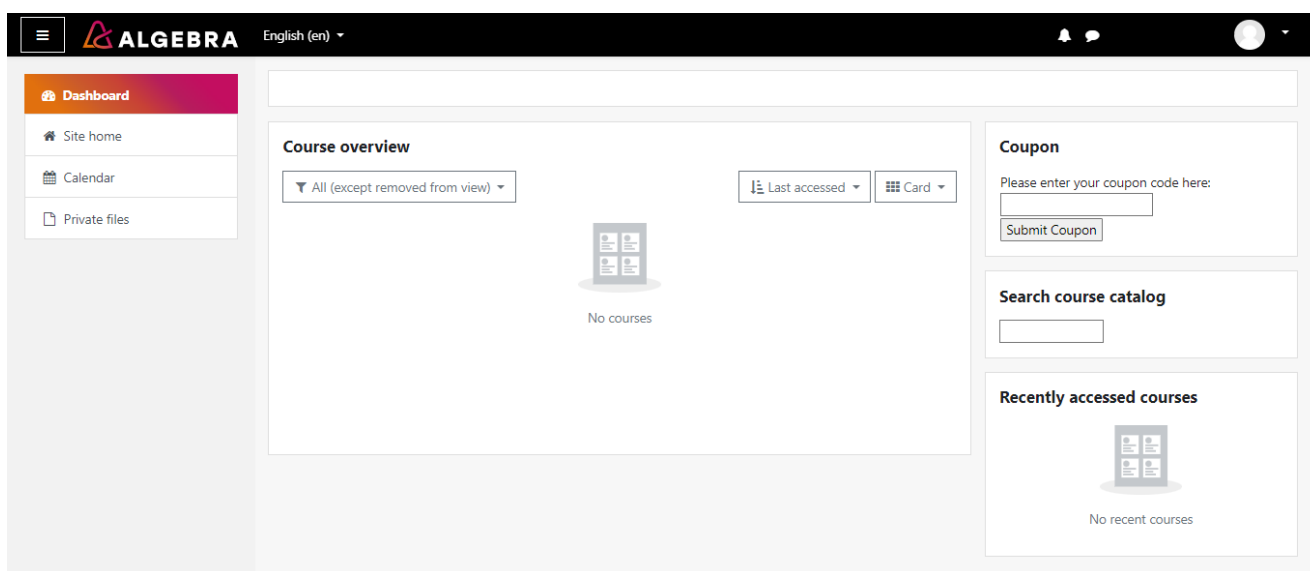 ALGEBRA English (en)
Dashboard
Site home
Calendar
Private files
Course overview
All (except removed from view) Last accessed Card
No courses
Coupon
Please enter your coupon code here:
Submit Coupon
Search course catalog
Recently accessed courses
No recent courses